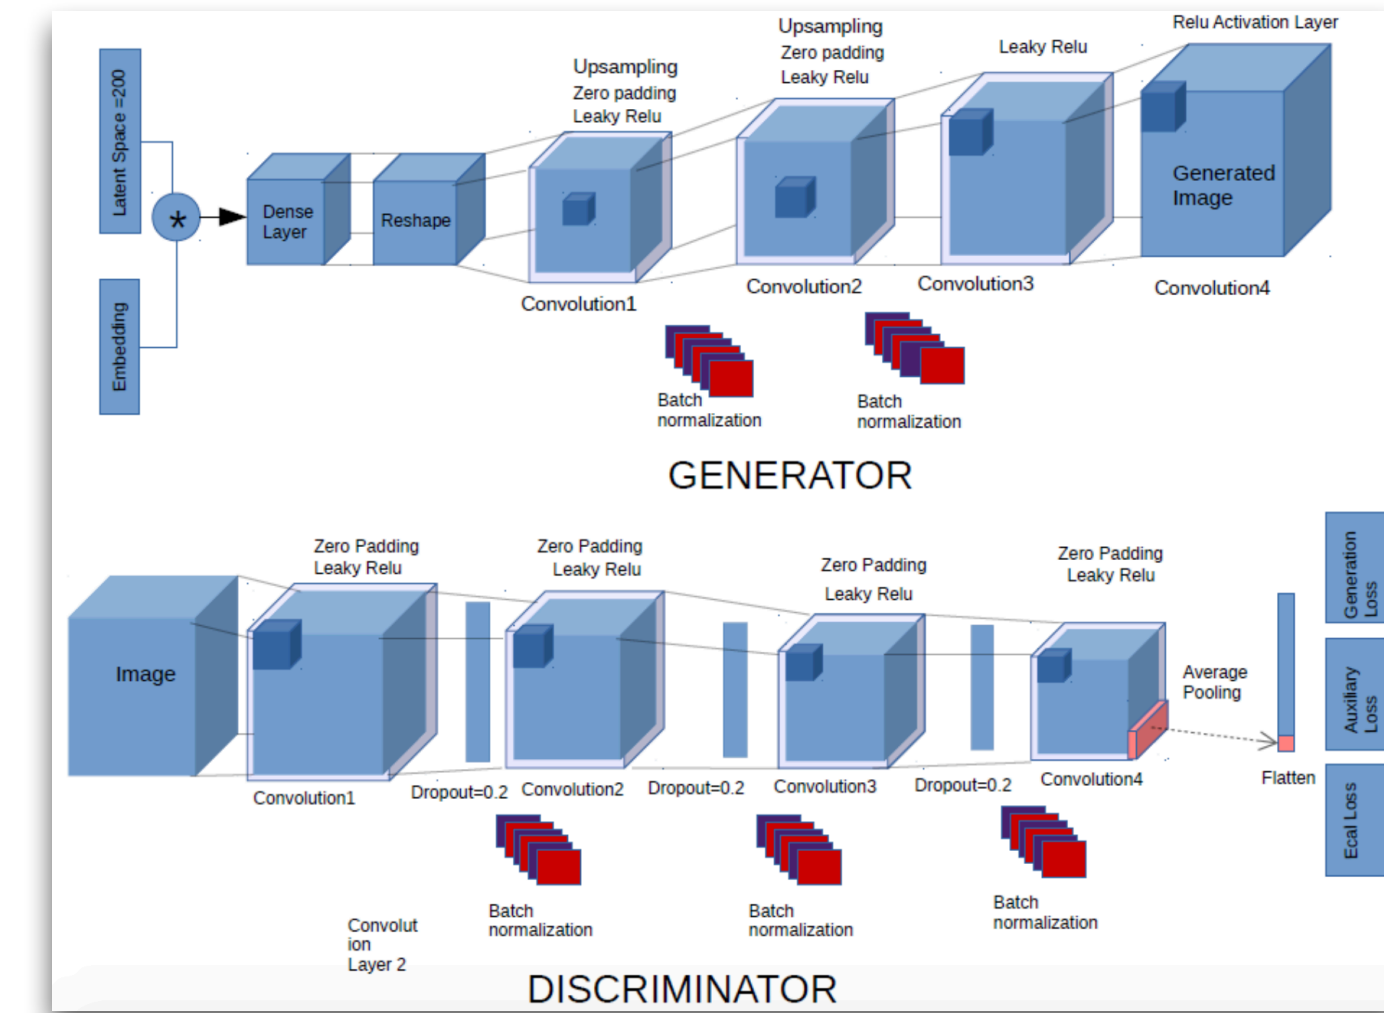 Latent Space =200
*
Embedding
Dense
Layer
Reshape
Upsampling
Zero padding
Leaky Relu
Convolution1
Upsampling
Zero padding
Leaky Relu
Convolution2
Leaky Relu
Convolution3
Relu Activation Layer
Generated
Image
Convolution4
Batch
normalization
Batch
normalization
GENERATOR
Image
Zero Padding
Leaky Relu
Convolution1
Dropout=0.2
Zero Padding
Leaky Relu
Convolution2
Dropout=0.2
Zero Padding
Leaky Relu
Convolution3
Dropout=0.2
Zero Padding
Leaky Relu
Convolution4
Average
Pooling
Flatten
Generation
Loss
Auxiliary
Loss
Ecal Loss
Convolut
ion
Layer 2
Batch
normalization
Batch
normalization
Batch
normalization
DISCRIMINATOR